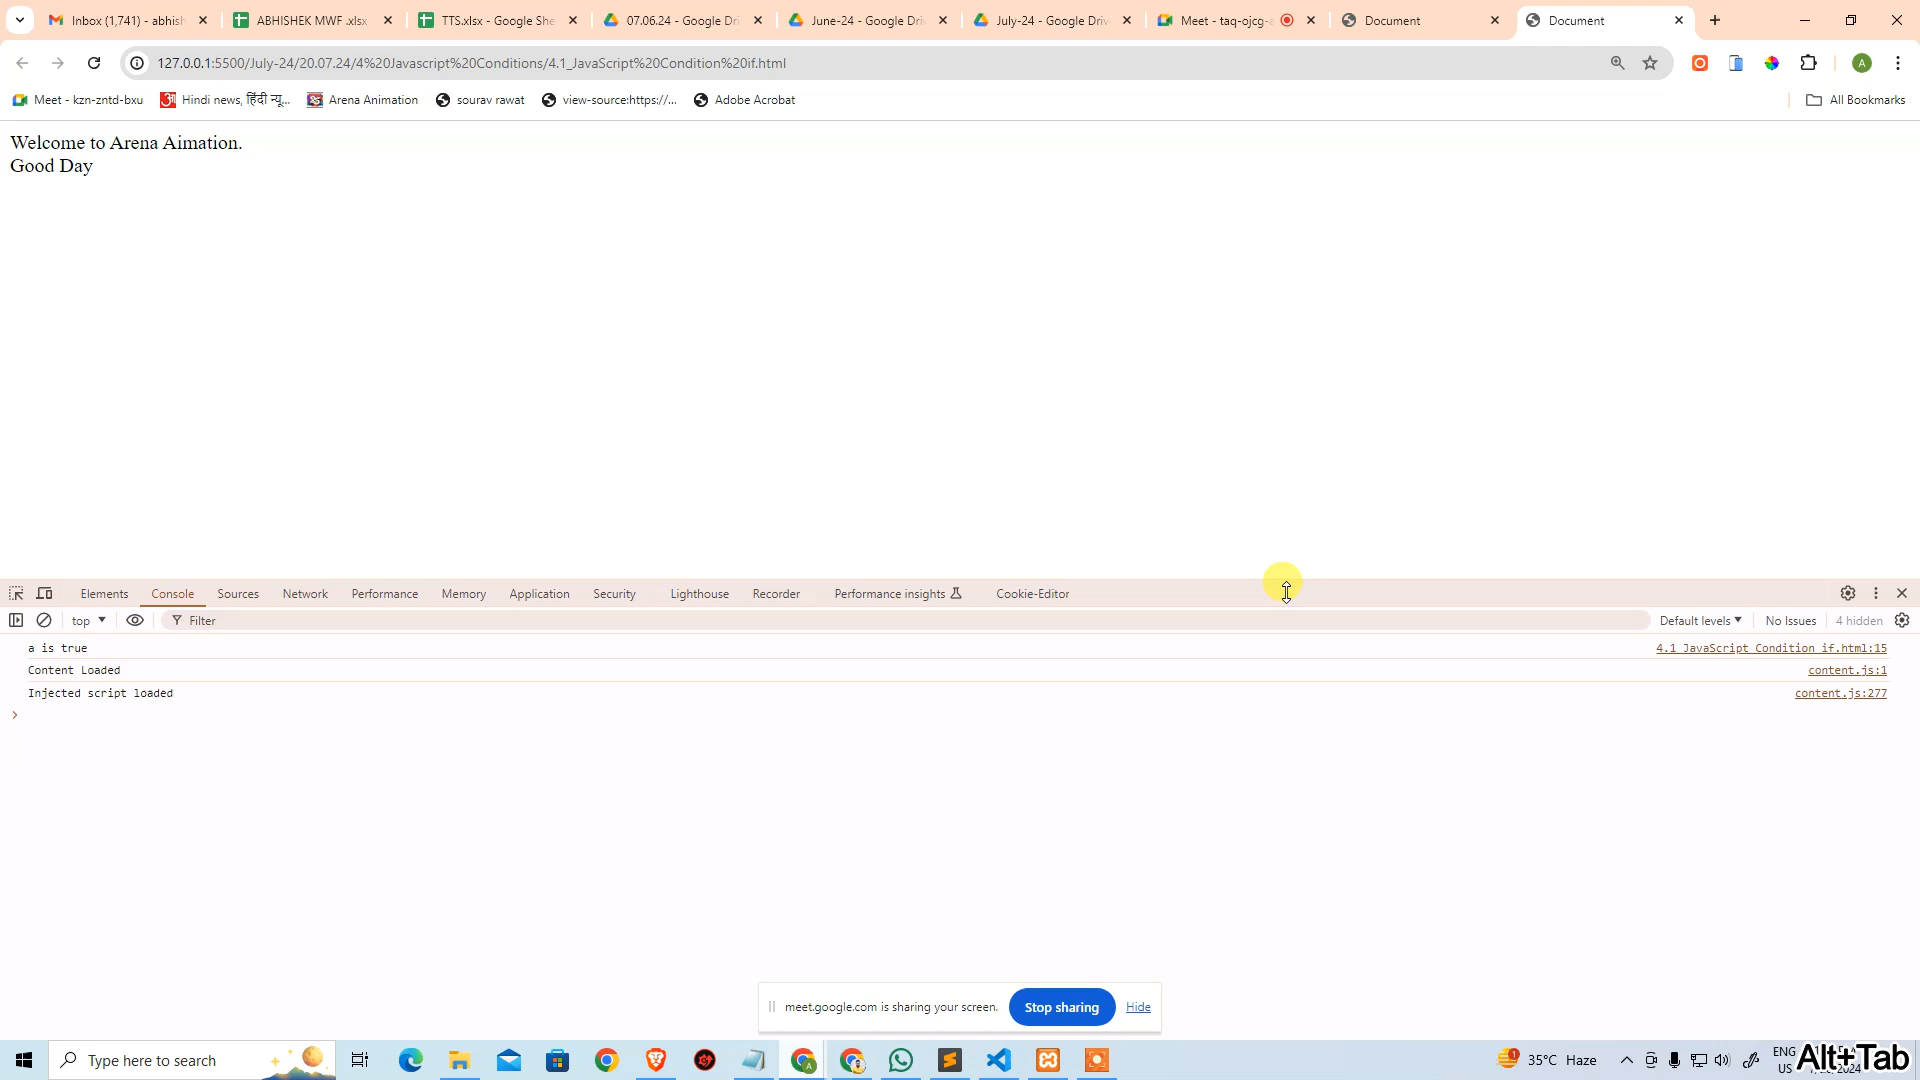 Inbox (1,741) - abhish
ABHISHEK MWF .xlsx
TTS.xlsx - Google She
07.06.24 - Google Dri
June-24 - Google Driv
July-24 - Google Driv
Meet - taq-ojcg-
Document
Document
127.0.0.1:5500/July-24/20.07.24/4%20Javascript%20Conditions/4.1_JavaScript%20Condition%20if.html
A
Meet - kzn-zntd-bxu
Hindi news, हिंदी न्यू...
Arena Animation
sourav rawat
view-source:https://...
Adobe Acrobat
All Bookmarks
Welcome to Arena Aimation.
Good Day
Elements Console Sources Network Performance Memory Application Security Lighthouse Recorder Performance insights Cookie-Editor
top Filter Default levels No Issues 4 hidden
a is true 4.1 JavaScript Condition if.html:15
Content Loaded content.js:1
Injected script loaded content.js:277
meet.google.com is sharing your screen. Stop sharing Hide
Type here to search
35°C Haze
ENG
US
Alt+Tab